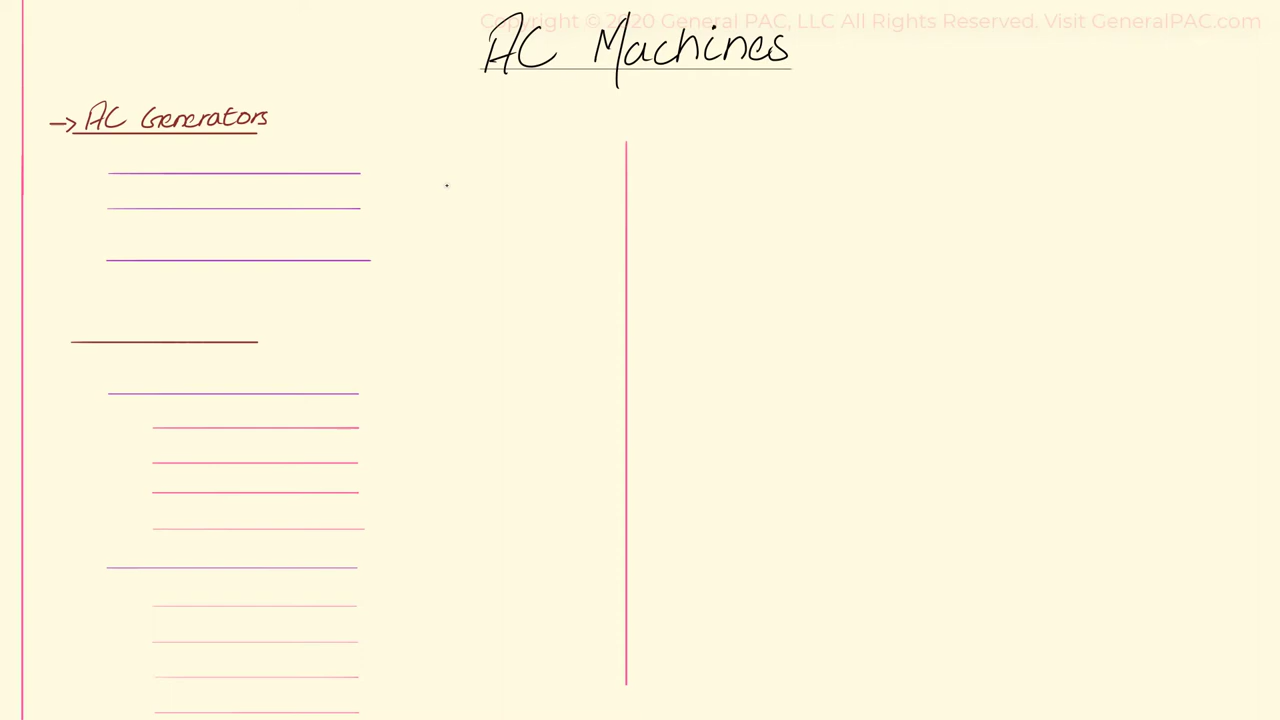 Copyright © 2020 General PAC, LLC All Rights Reserved. Visit GeneralPAC.com
AC Machines
→ AC Generators